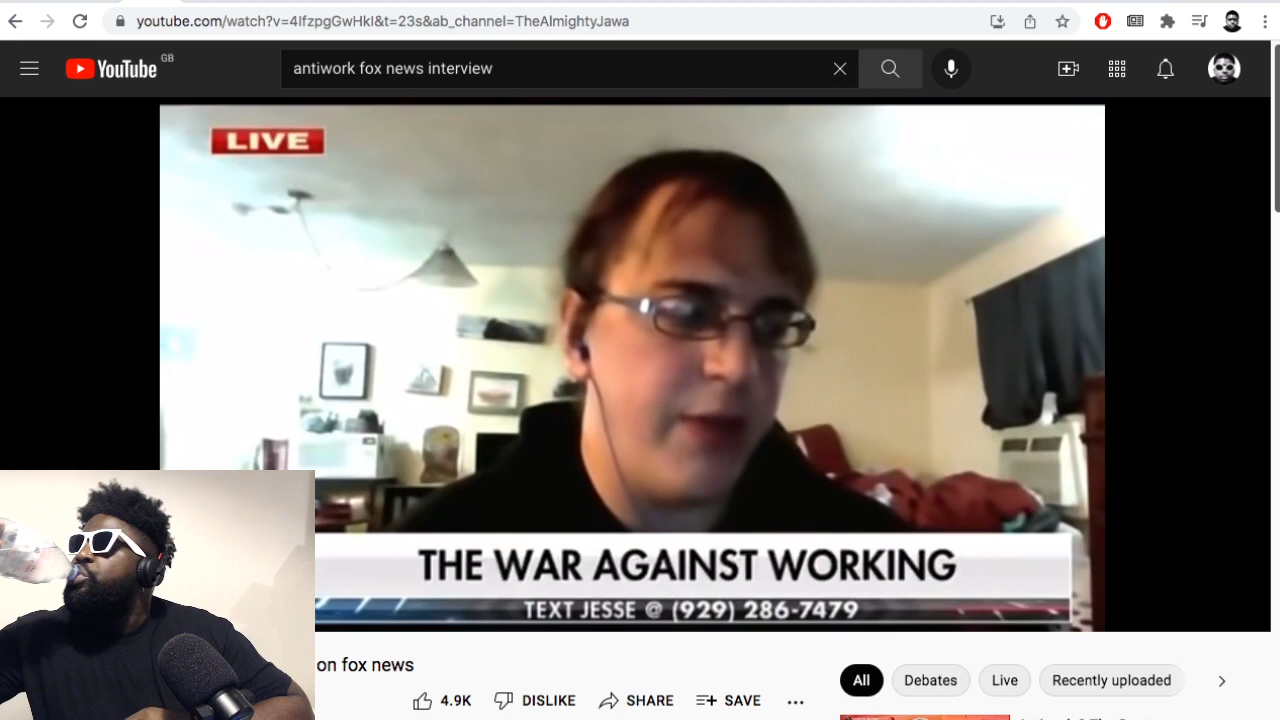 youtube.com/watch?v=4lfzpgGwHkI&t=23s&ab_channel=TheAlmightyJawa
YouTube GB
antiwork fox news interview
LIVE
THE WAR AGAINST WORKING
TEXT JESSE @ (929) 286-7479
on fox news
4.9K DISLIKE SHARE SAVE
All Debates Live Recently uploaded